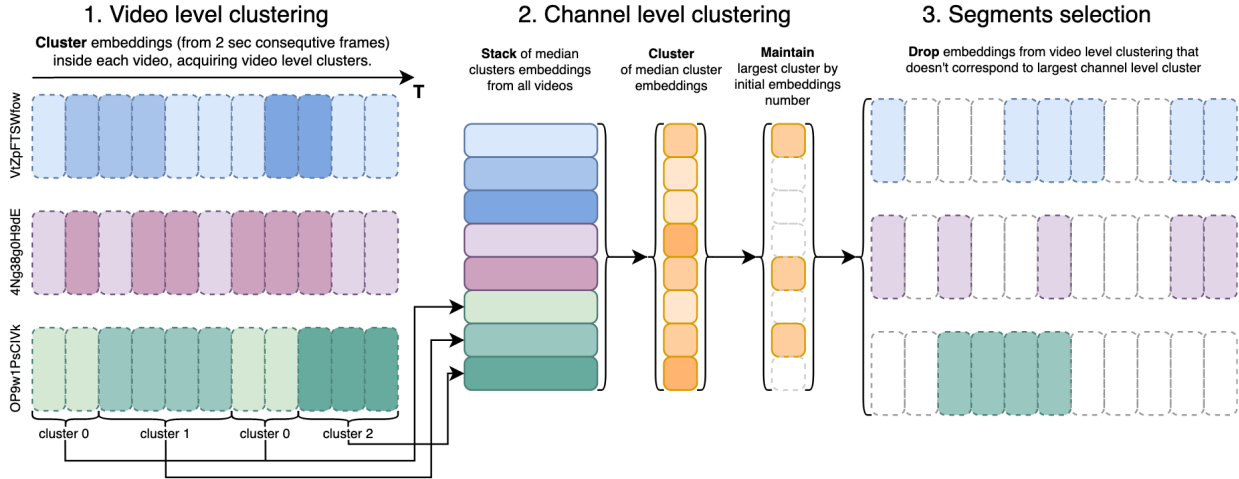 1. Video level clustering
Cluster embeddings (from 2 sec consequtive frames)
inside each video, acquiring video level clusters.
T
VtZpFTSWfow
4Ng38g0H9dE
OP9w1PsCIVk
cluster 0
cluster 1
cluster 0
cluster 2
2. Channel level clustering
Stack of median
clusters embeddings
from all videos
Cluster
of median cluster
embeddings
Maintain
largest cluster by
initial embeddings
number
3. Segments selection
Drop embeddings from video level clustering that
doesn't correspond to largest channel level cluster